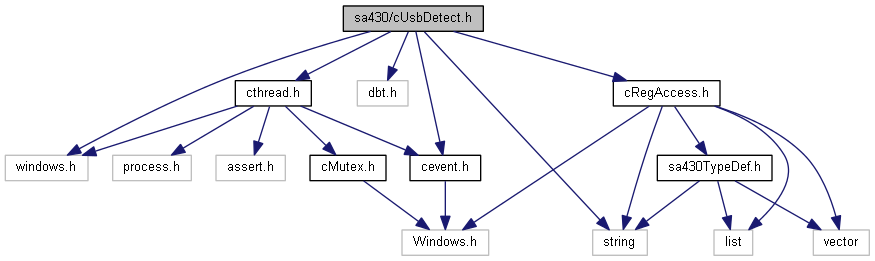 sa430/cUsbDetect.h
cthread.h
dbt.h
cRegAccess.h
windows.h
process.h
assert.h
cMutex.h
cevent.h
sa430TypeDef.h
Windows.h
string
list
vector